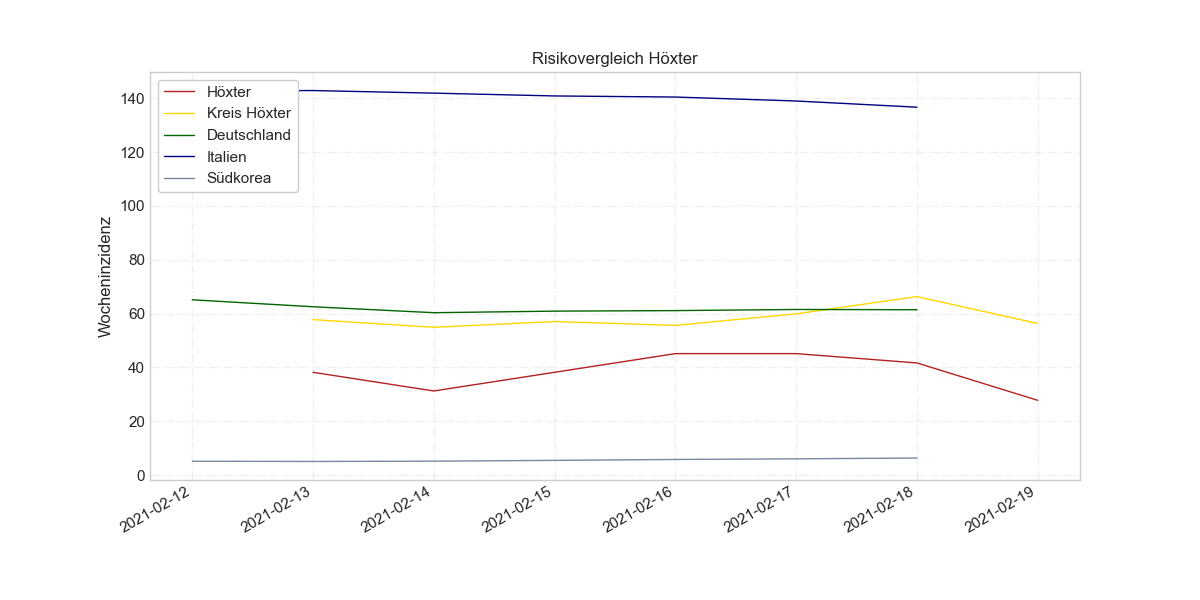 Risikovergleich Höxter
Höxter
Kreis Höxter
Deutschland
Italien
Südkorea
Wocheninzidenz
140
120
100
80
60
40
20
0
2021-02-12
2021-02-13
2021-02-14
2021-02-15
2021-02-16
2021-02-17
2021-02-18
2021-02-19